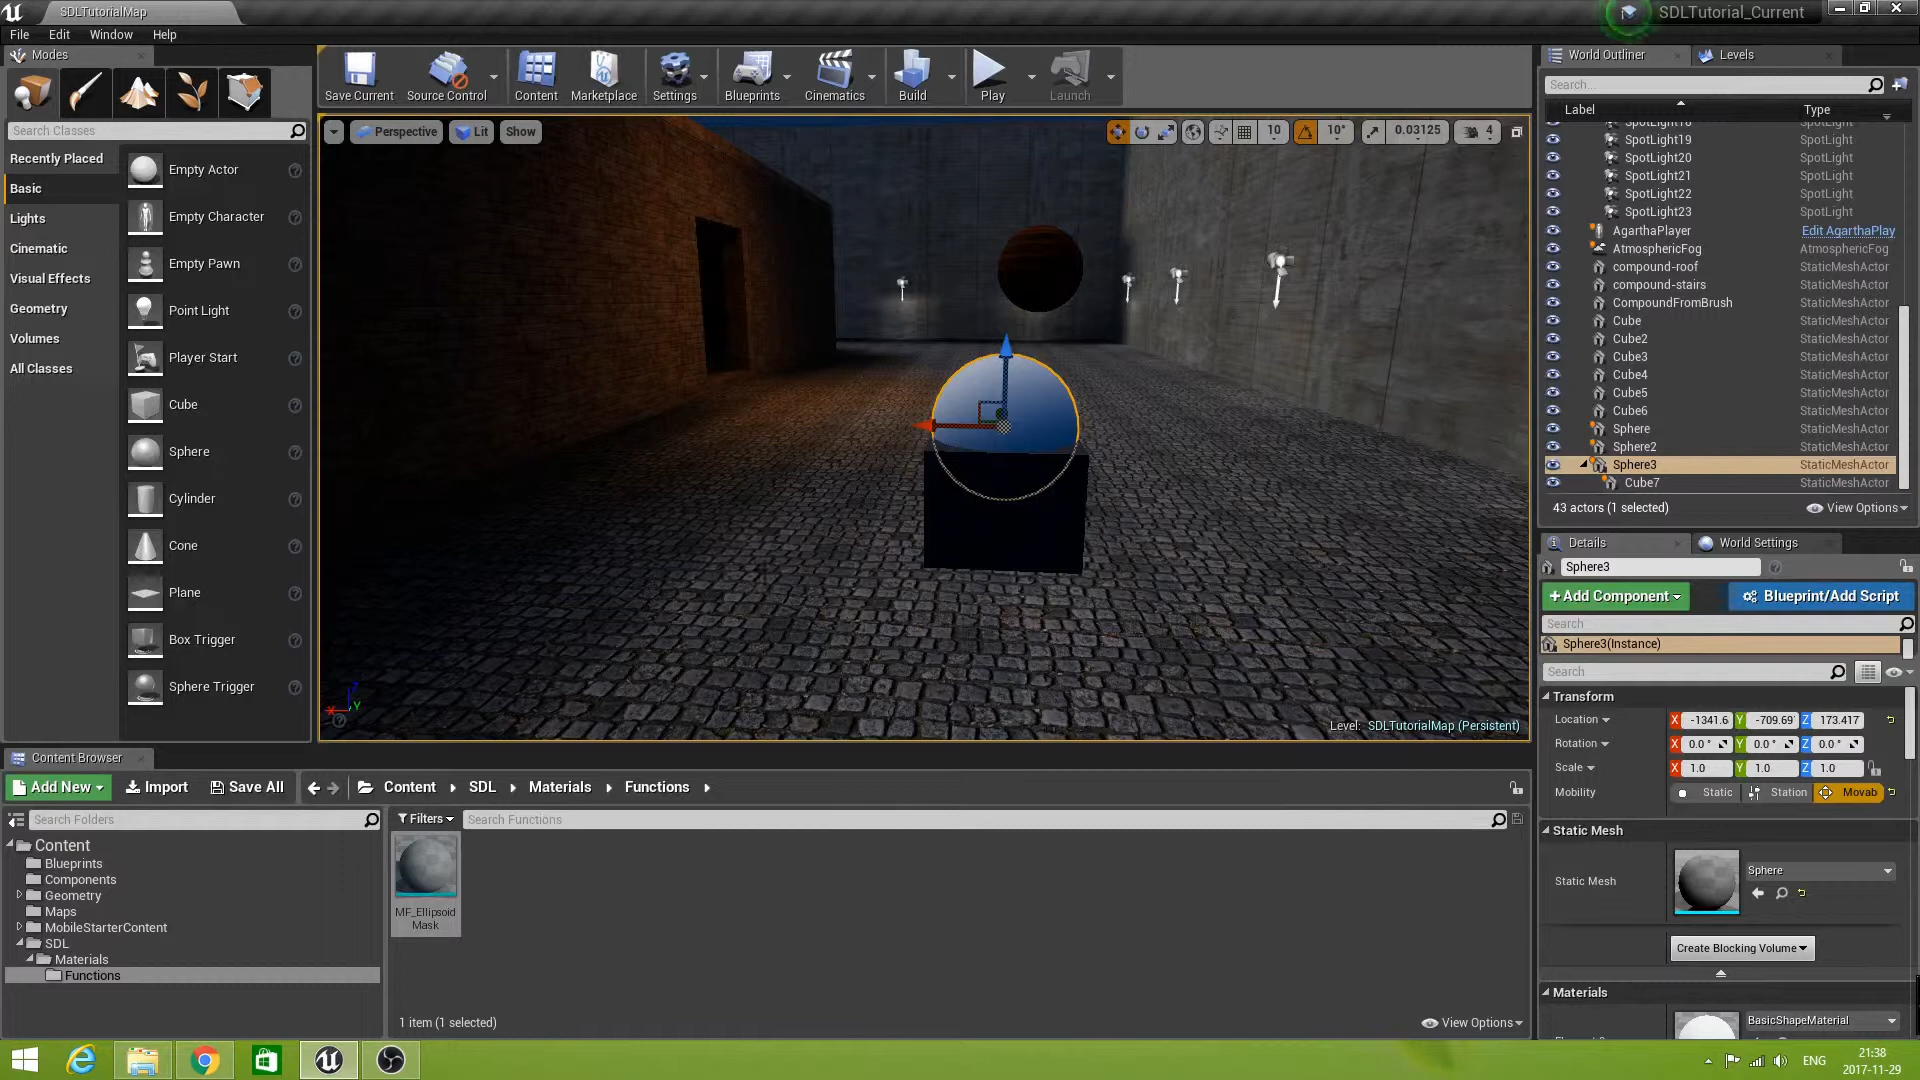 SDLTutorialMap
SDLTutorial_Current
File Edit Window Help
Modes
Search Classes
Recently Placed
Basic
Lights
Cinematic
Visual Effects
Geometry
Volumes
All Classes
Empty Actor
Empty Character
Empty Pawn
Point Light
Player Start
Cube
Sphere
Cylinder
Cone
Plane
Box Trigger
Sphere Trigger
Save Current Source Control Content Marketplace Settings Blueprints Cinematics Build Play Launch
Perspective Lit Show
10 10° 0.03125 4
X Z Y
Level: SDLTutorialMap (Persistent)
World Outliner Levels
Search...
Label Type
SpotLight18 SpotLight
SpotLight19 SpotLight
SpotLight20 SpotLight
SpotLight21 SpotLight
SpotLight22 SpotLight
SpotLight23 SpotLight
AgarthaPlayer Edit AgarthaPlay
AtmosphericFog AtmosphericFog
compound-roof StaticMeshActor
compound-stairs StaticMeshActor
CompoundFromBrush StaticMeshActor
Cube StaticMeshActor
Cube2 StaticMeshActor
Cube3 StaticMeshActor
Cube4 StaticMeshActor
Cube5 StaticMeshActor
Cube6 StaticMeshActor
Sphere StaticMeshActor
Sphere2 StaticMeshActor
Sphere3 StaticMeshActor
Cube7 StaticMeshActor
43 actors (1 selected) View Options
Details World Settings
Sphere3
+Add Component Blueprint/Add Script
Search
Sphere3(Instance)
Search
Transform
Location X -1341.6 Y -709.69 Z 173.417
Rotation X 0.0 ° Y 0.0 ° Z 0.0 °
Scale X 1.0 Y 1.0 Z 1.0
Mobility Static Station Movab
Static Mesh
Static Mesh Sphere
Create Blocking Volume
Materials
BasicShapeMaterial
Content Browser
Add New Import Save All Content SDL Materials Functions
Search Folders
Filters Search Functions
Content
Blueprints
Components
Geometry
Maps
MobileStarterContent
SDL
Materials
Functions
MF_Ellipsoid
Mask
1 item (1 selected) View Options
ENG
21:38
2017-11-29